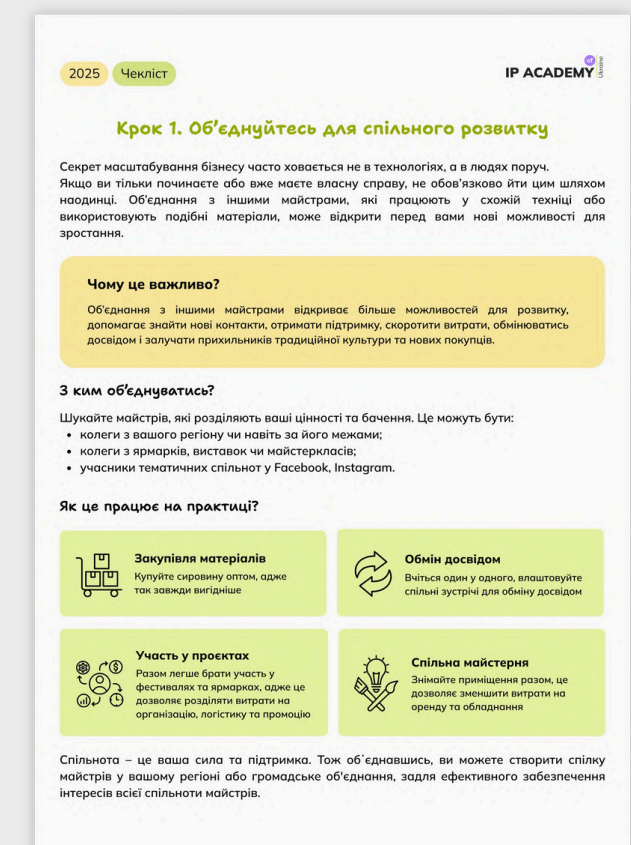 2025
Чекліст
IP ACADEMY
of
Ukraine
Крок 1. Об'єднуйтесь для спільного розвитку
Секрет масштабування бізнесу часто ховається не в технологіях, а в людях поруч.
Якщо ви тільки починаєте або вже маєте власну справу, не обов'язково йти цим шляхом
наодинці. Об'єднання з іншими майстрами, які працюють у схожій техніці або
використовують подібні матеріали, може відкрити перед вами нові можливості для
зростання.
Чому це важливо?
Об'єднання з іншими майстрами відкриває більше можливостей для розвитку,
допомагає знайти нові контакти, отримати підтримку, скоротити витрати, обмінюватись
досвідом і залучати прихильників традиційної культури та нових покупців.
З ким об'єднуватись?
Шукайте майстрів, які розділяють ваші цінності та бачення. Це можуть бути:
• колеги з вашого регіону чи навіть за його межами;
• колеги з ярмарків, виставок чи майстеркласів;
• учасники тематичних спільнот у Facebook, Instagram.
Як це працює на практиці?
Закупівля матеріалів
Купуйте сировину оптом, адже
так завжди вигідніше
Обмін досвідом
Вчіться один у одного, влаштовуйте
спільні зустрічі для обміну досвідом
Участь у проєктах
Разом легше брати участь у
фестивалях та ярмарках, адже це
дозволяє розділяти витрати на
організацію, логістику та промоцію
Спільна майстерня
Знімайте приміщення разом, це
дозволяє зменшити витрати на
оренду та обладнання
Спільнота – це ваша сила та підтримка. Тож об'єднавшись, ви можете створити спілку
майстрів у вашому регіоні або громадське об'єднання, задля ефективного забезпечення
інтересів всієї спільноти майстрів.